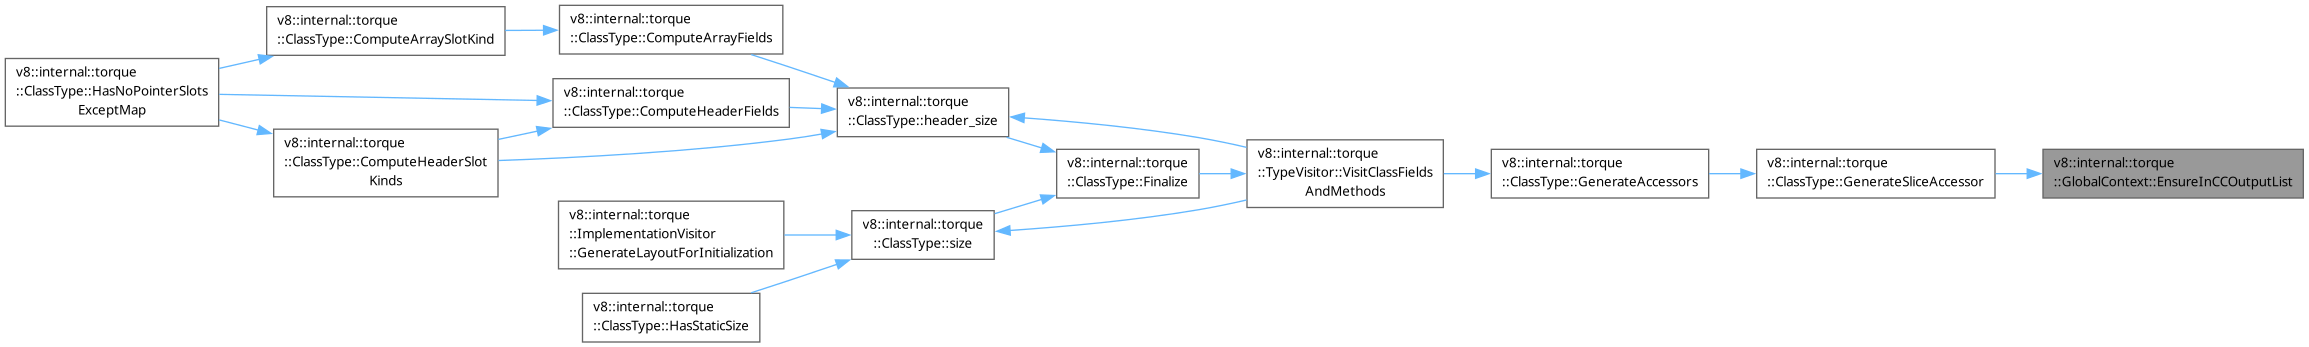 v8::internal::torque
::ClassType::HasNoPointerSlots
ExceptMap
v8::internal::torque
::ClassType::ComputeArraySlotKind
v8::internal::torque
::ClassType::ComputeHeaderSlot
Kinds
v8::internal::torque
::ClassType::ComputeArrayFields
v8::internal::torque
::ClassType::ComputeHeaderFields
v8::internal::torque
::ImplementationVisitor
::GenerateLayoutForInitialization
v8::internal::torque
::ClassType::HasStaticSize
v8::internal::torque
::ClassType::header_size
v8::internal::torque
::ClassType::size
v8::internal::torque
::ClassType::Finalize
v8::internal::torque
::TypeVisitor::VisitClassFields
AndMethods
v8::internal::torque
::ClassType::GenerateAccessors
v8::internal::torque
::ClassType::GenerateSliceAccessor
v8::internal::torque
::GlobalContext::EnsureInCCOutputList